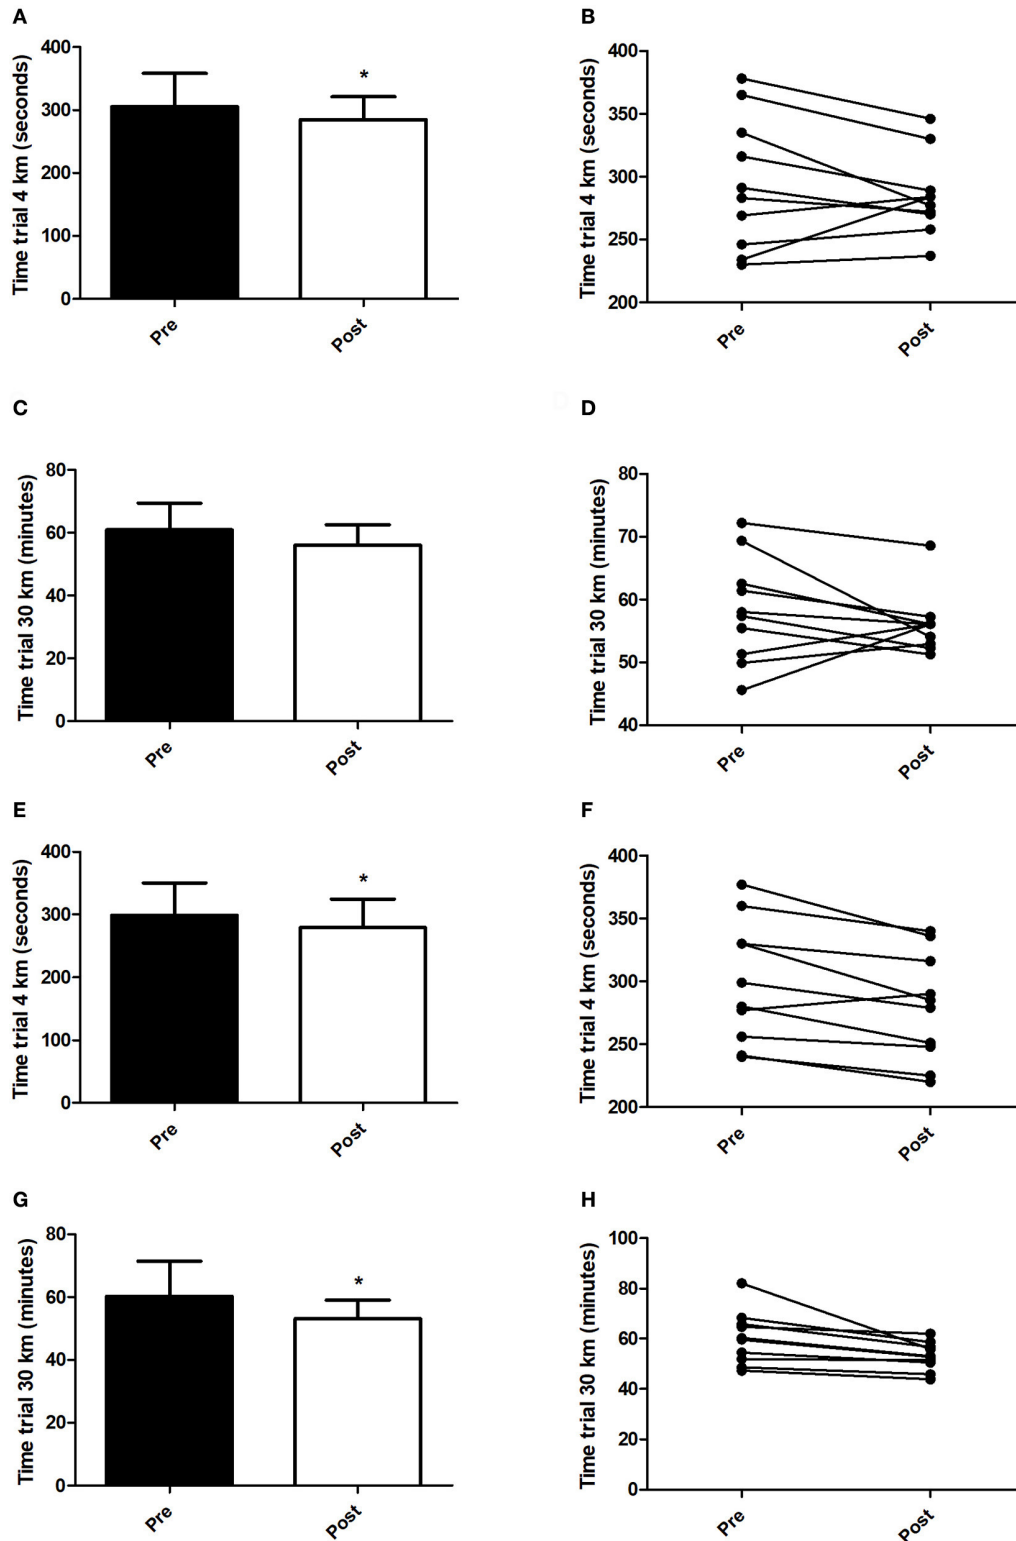 A
Time trial 4 km (seconds)
400
300
200
100
0
*
Pre
Post
B
Time trial 4 km (seconds)
400
350
300
250
200
Pre
Post
C
Time trial 30 km (minutes)
80
60
40
20
0
Pre
Post
D
Time trial 30 km (minutes)
80
70
60
50
40
Pre
Post
E
Time trial 4 km (seconds)
400
300
200
100
0
*
Pre
Post
F
Time trial 4 km (seconds)
400
350
300
250
200
Pre
Post
G
Time trial 30 km (minutes)
80
60
40
20
0
*
Pre
Post
H
Time trial 30 km (minutes)
100
80
60
40
20
0
Pre
Post